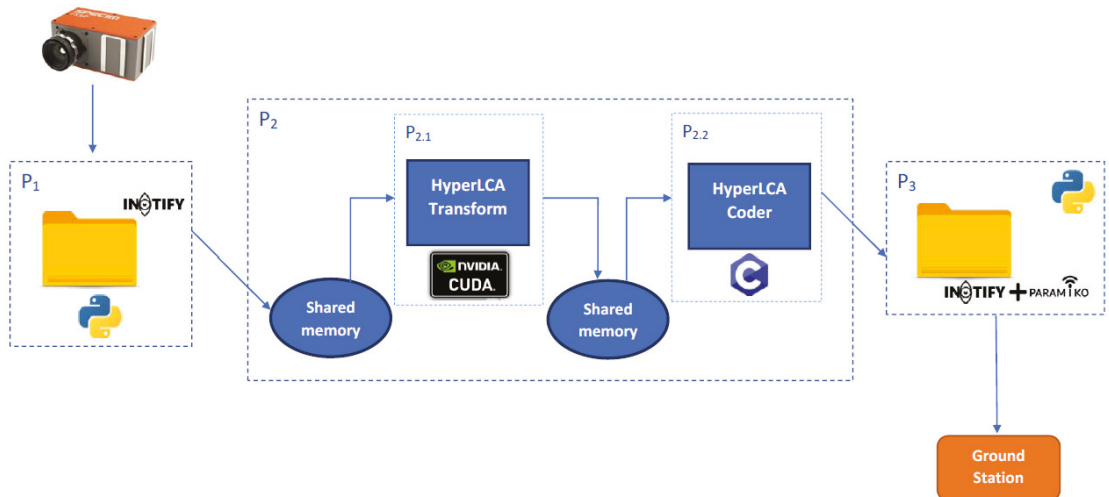 SPECIM
P1
INOTIFY
P2
Shared
memory
P2.1
HyperLCA
Transform
NVIDIA.
CUDA.
Shared
memory
P2.2
HyperLCA
Coder
C
P3
INOTIFY + PARAMIKO
Ground
Station